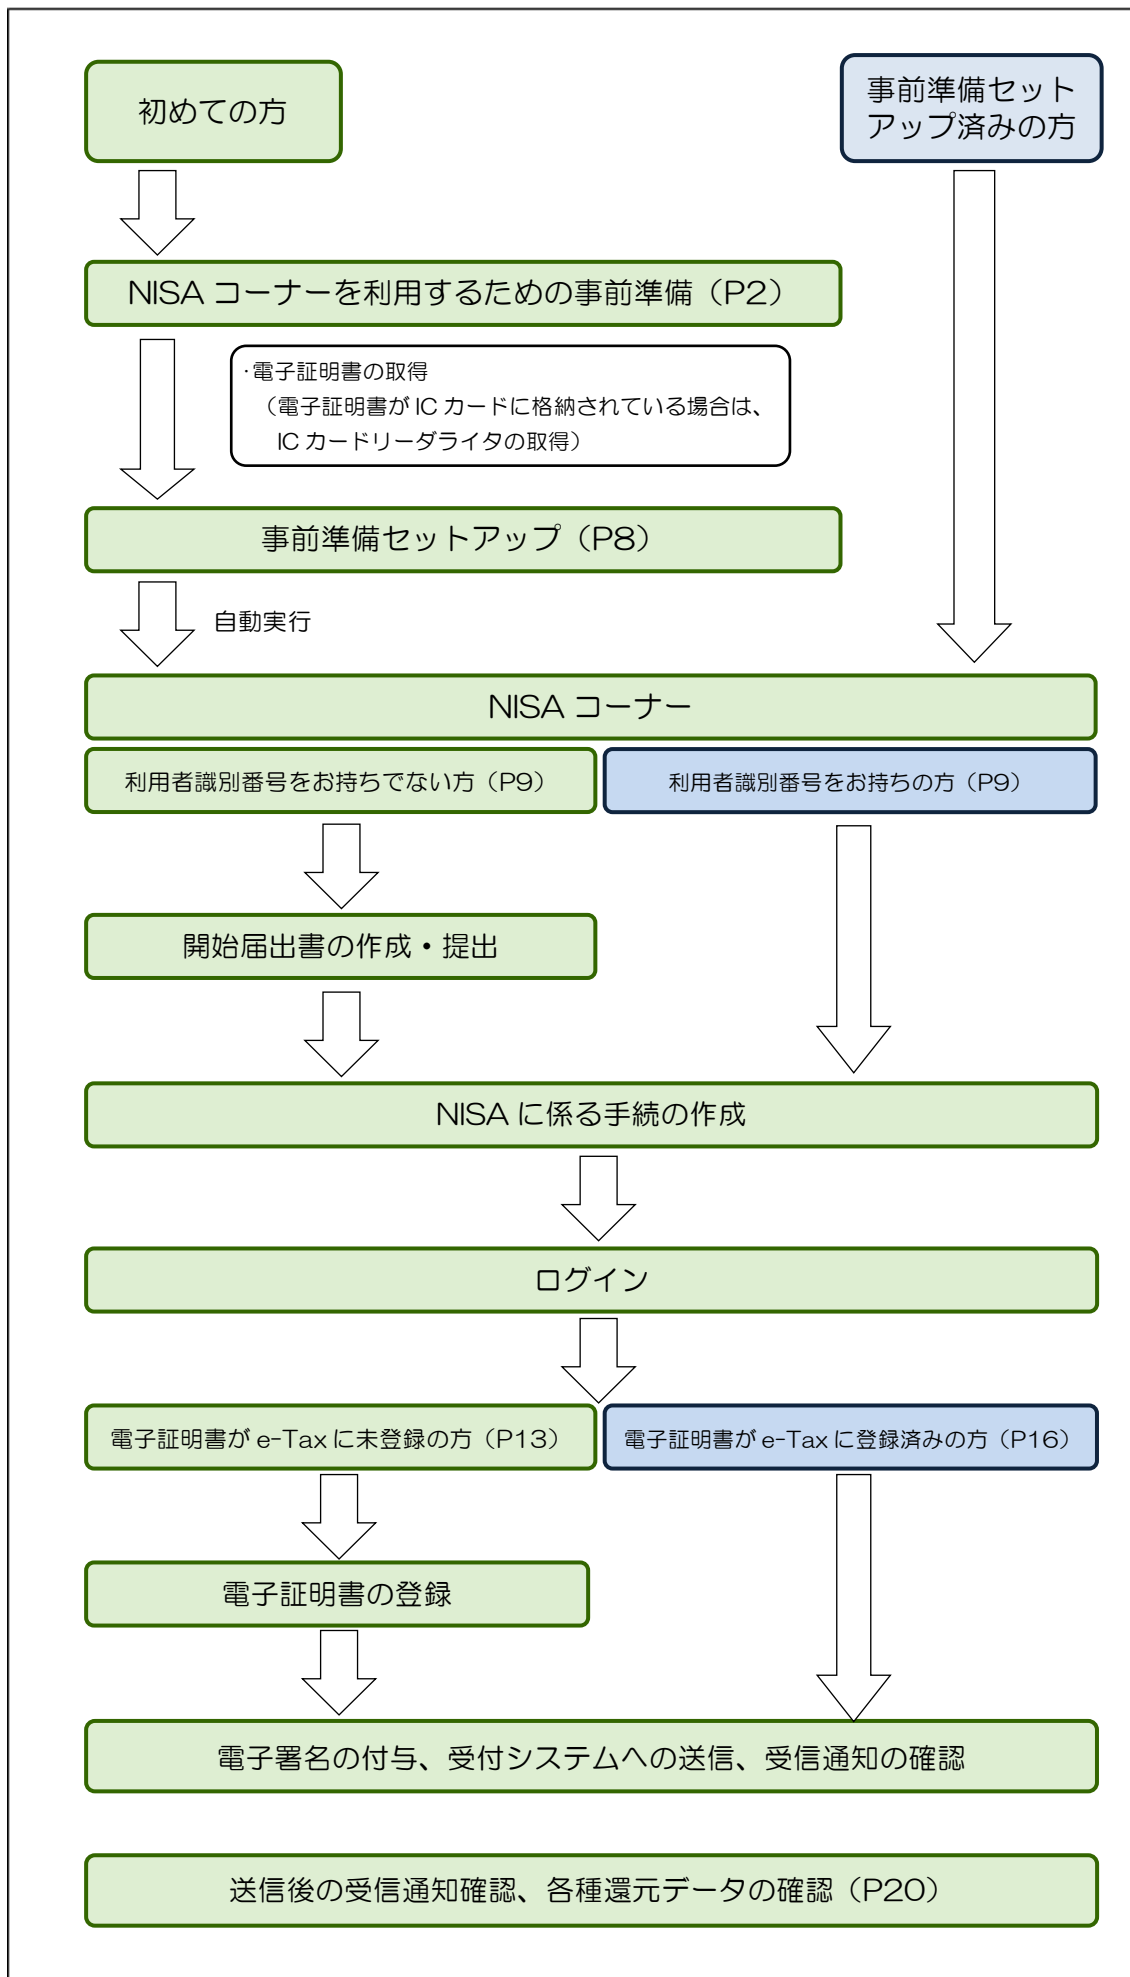 初めての方
事前準備セット
アップ済みの方
NISA コーナーを利用するための事前準備（P2）
・電子証明書の取得
（電子証明書が IC カードに格納されている場合は、
IC カードリーダライタの取得）
事前準備セットアップ（P8）
自動実行
NISA コーナー
利用者識別番号をお持ちでない方（P9）
利用者識別番号をお持ちの方（P9）
開始届出書の作成・提出
NISA に係る手続の作成
ログイン
電子証明書が e-Tax に未登録の方（P13）
電子証明書が e-Tax に登録済みの方（P16）
電子証明書の登録
電子署名の付与、受付システムへの送信、受信通知の確認
送信後の受信通知確認、各種還元データの確認（P20）